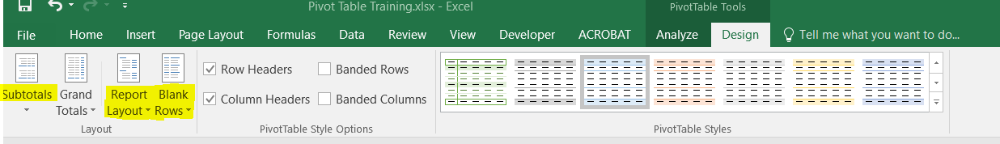 Pivot Table Training.xlsx - Excel
PivotTable Tools
File Home Insert Page Layout Formulas Data Review View Developer ACROBAT Analyze Design Tell me what you want to do...
Subtotals
Grand
Totals
Report
Layout
Blank
Rows
Row Headers
Banded Rows
Column Headers
Banded Columns
Layout
PivotTable Style Options
PivotTable Styles